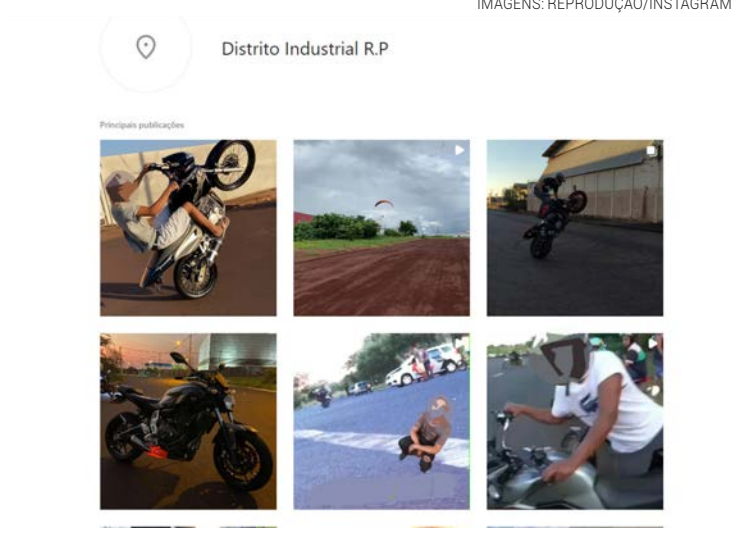 IMAGENS: REPRODUÇÃO/INSTAGRAM
Distrito Industrial R.P
Principais publicações